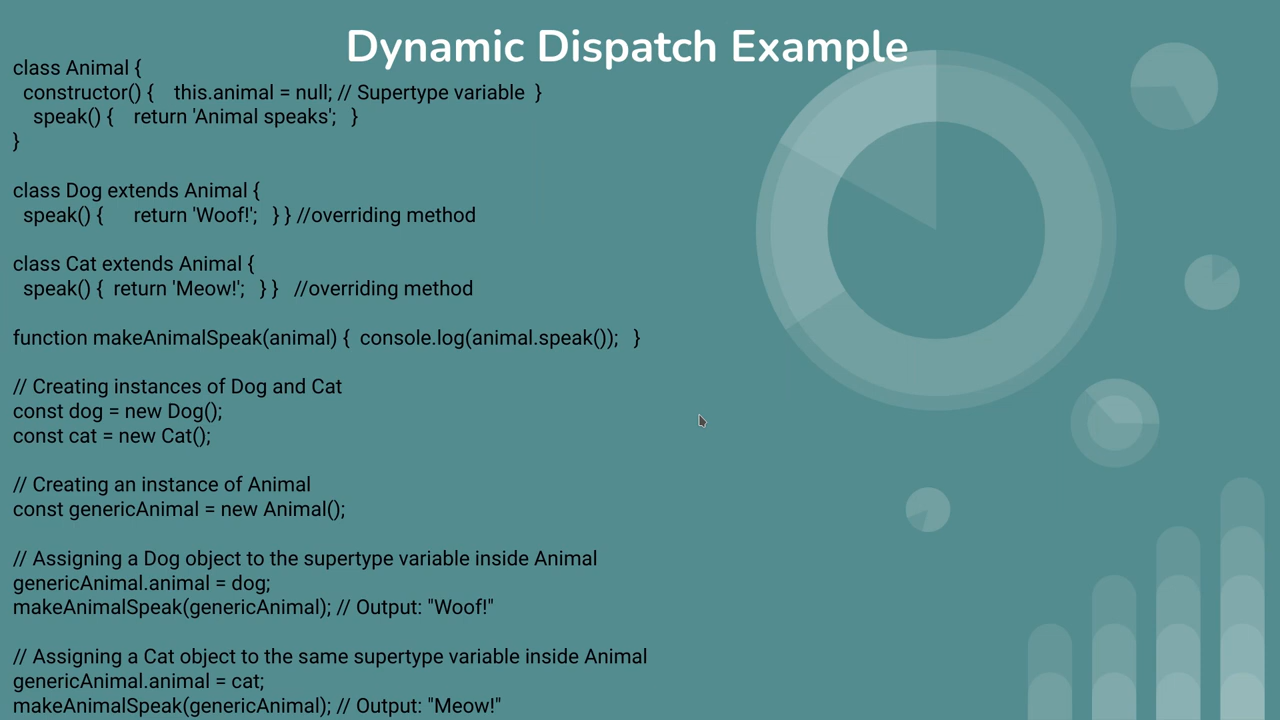 Dynamic Dispatch Example
class Animal {
constructor() { this.animal = null; // Supertype variable }
speak() { return 'Animal speaks'; }
}
class Dog extends Animal {
speak() { return 'Woof!'; } } //overriding method
class Cat extends Animal {
speak() { return 'Meow!'; } } //overriding method
function makeAnimalSpeak(animal) { console.log(animal.speak()); }
// Creating instances of Dog and Cat
const dog = new Dog();
const cat = new Cat();
// Creating an instance of Animal
const genericAnimal = new Animal();
// Assigning a Dog object to the supertype variable inside Animal
genericAnimal.animal = dog;
makeAnimalSpeak(genericAnimal); // Output: "Woof!"
// Assigning a Cat object to the same supertype variable inside Animal
genericAnimal.animal = cat;
makeAnimalSpeak(genericAnimal); // Output: "Meow!"